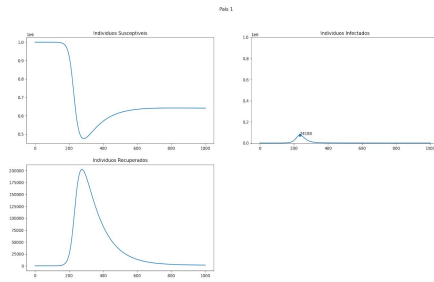 País 1
Indivíduos Susceptíveis
1e6
1.0
0.9
0.8
0.7
0.6
0.5
0 200 400 600 800 1000
Indivíduos Infectados
1e6
1.0
0.8
0.6
0.4
0.2
0.0
0 200 400 600 800 1000
Indivíduos Recuperados
200000
175000
150000
125000
100000
75000
50000
25000
0
0 200 400 600 800 1000